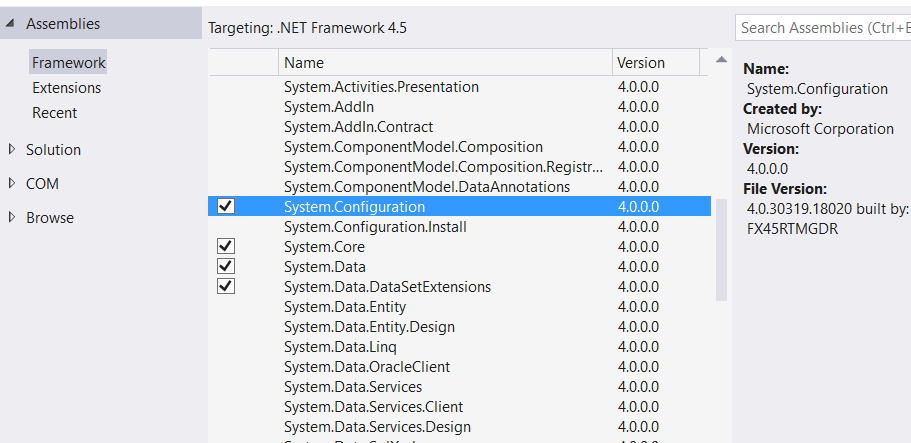 Assemblies
Framework
Extensions
Recent
Solution
COM
Browse
Targeting: .NET Framework 4.5
Name Version
System.Activities.Presentation 4.0.0.0
System.AddIn 4.0.0.0
System.AddIn.Contract 4.0.0.0
System.ComponentModel.Composition 4.0.0.0
System.ComponentModel.Composition.Registr... 4.0.0.0
System.ComponentModel.DataAnnotations 4.0.0.0
System.Configuration 4.0.0.0
System.Configuration.Install 4.0.0.0
System.Core 4.0.0.0
System.Data 4.0.0.0
System.Data.DataSetExtensions 4.0.0.0
System.Data.Entity 4.0.0.0
System.Data.Entity.Design 4.0.0.0
System.Data.Linq 4.0.0.0
System.Data.OracleClient 4.0.0.0
System.Data.Services 4.0.0.0
System.Data.Services.Client 4.0.0.0
System.Data.Services.Design 4.0.0.0
Search Assemblies (Ctrl+E
Name:
System.Configuration
Created by:
Microsoft Corporation
Version:
4.0.0.0
File Version:
4.0.30319.18020 built by:
FX45RTMGDR